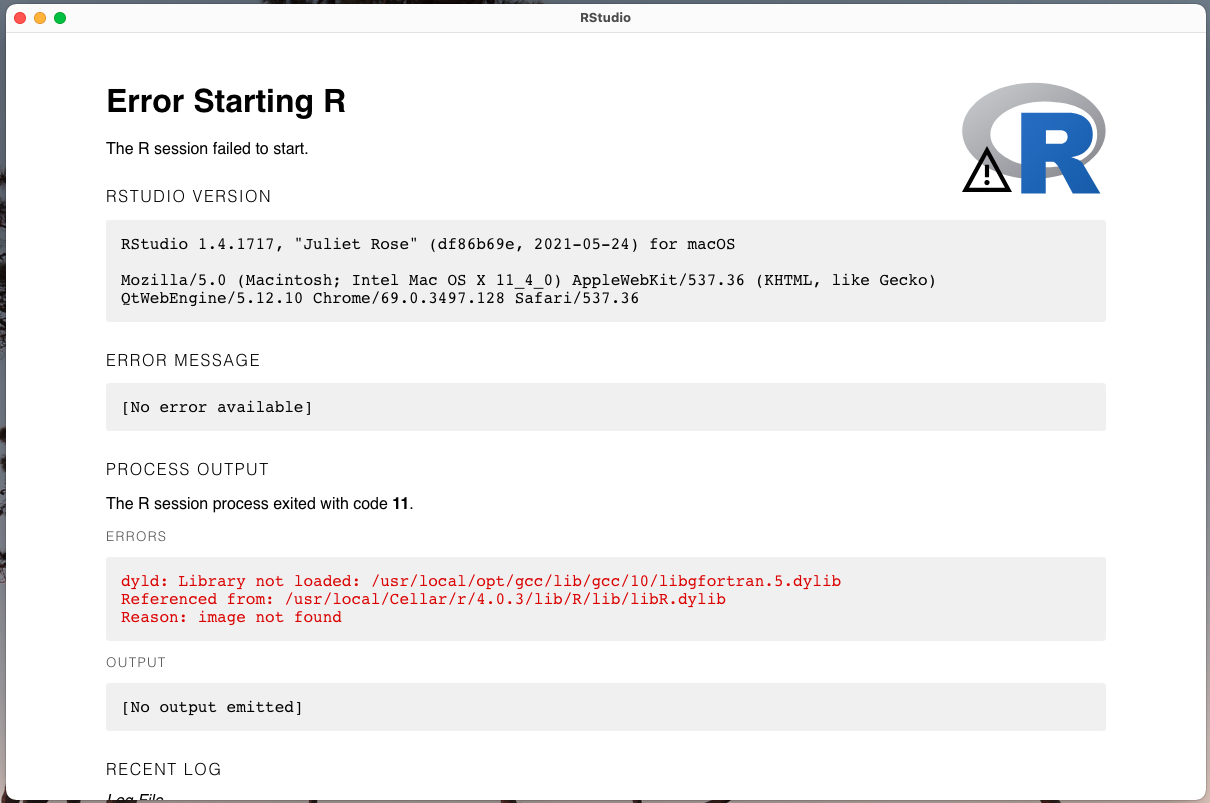 RStudio
Error Starting R
The R session failed to start.
R
RSTUDIO VERSION
RStudio 1.4.1717, "Juliet Rose" (df86b69e, 2021-05-24) for macOS
Mozilla/5.0 (Macintosh; Intel Mac OS X 11_4_0) AppleWebKit/537.36 (KHTML, like Gecko)
QtWebEngine/5.12.10 Chrome/69.0.3497.128 Safari/537.36
ERROR MESSAGE
[No error available]
PROCESS OUTPUT
The R session process exited with code 11.
ERRORS
dyld: Library not loaded: /usr/local/opt/gcc/lib/gcc/10/libgfortran.5.dylib
Referenced from: /usr/local/Cellar/r/4.0.3/lib/R/lib/libR.dylib
Reason: image not found
OUTPUT
[No output emitted]
RECENT LOG
Log File